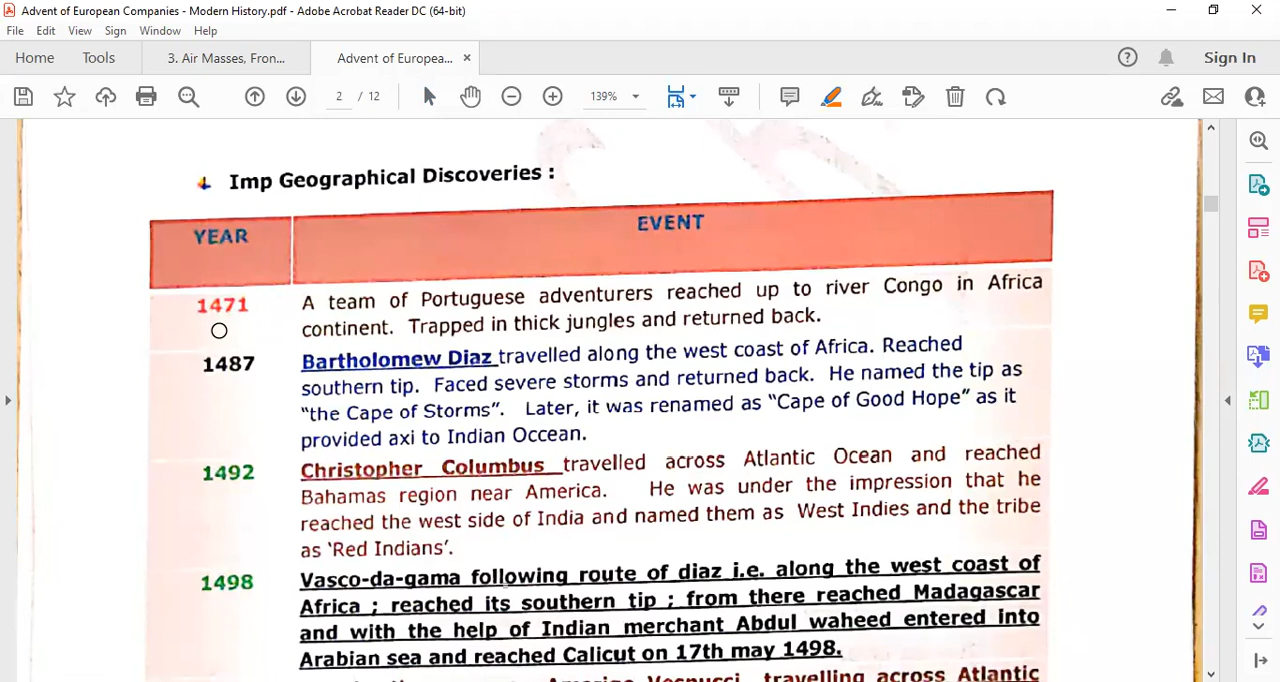 Advent of European Companies - Modern History.pdf - Adobe Acrobat Reader DC (64-bit)
File Edit View Sign Window Help
Home Tools 3. Air Masses, Fron... Advent of Europea... × Sign In
2 / 12 139%
Imp Geographical Discoveries :
YEAR EVENT
1471 A team of Portuguese adventurers reached up to river Congo in Africa
continent. Trapped in thick jungles and returned back.
1487 Bartholomew Diaz travelled along the west coast of Africa. Reached
southern tip. Faced severe storms and returned back. He named the tip as
"the Cape of Storms". Later, it was renamed as "Cape of Good Hope" as it
provided axi to Indian Occean.
1492 Christopher Columbus travelled across Atlantic Ocean and reached
Bahamas region near America. He was under the impression that he
reached the west side of India and named them as West Indies and the tribe
as 'Red Indians'.
1498 Vasco-da-gama following route of diaz i.e. along the west coast of
Africa ; reached its southern tip ; from there reached Madagascar
and with the help of Indian merchant Abdul waheed entered into
Arabian sea and reached Calicut on 17th may 1498.
Amerigo Vespucci, travelling across Atlantic